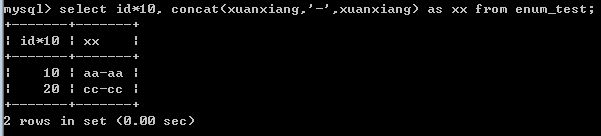 mysql> select id*10, concat(xuanxiang,'-',xuanxiang) as xx from enum_test;
+-------+-------+
| id*10 | xx    |
+-------+-------+
|    10 | aa-aa |
|    20 | cc-cc |
+-------+-------+
2 rows in set (0.00 sec)